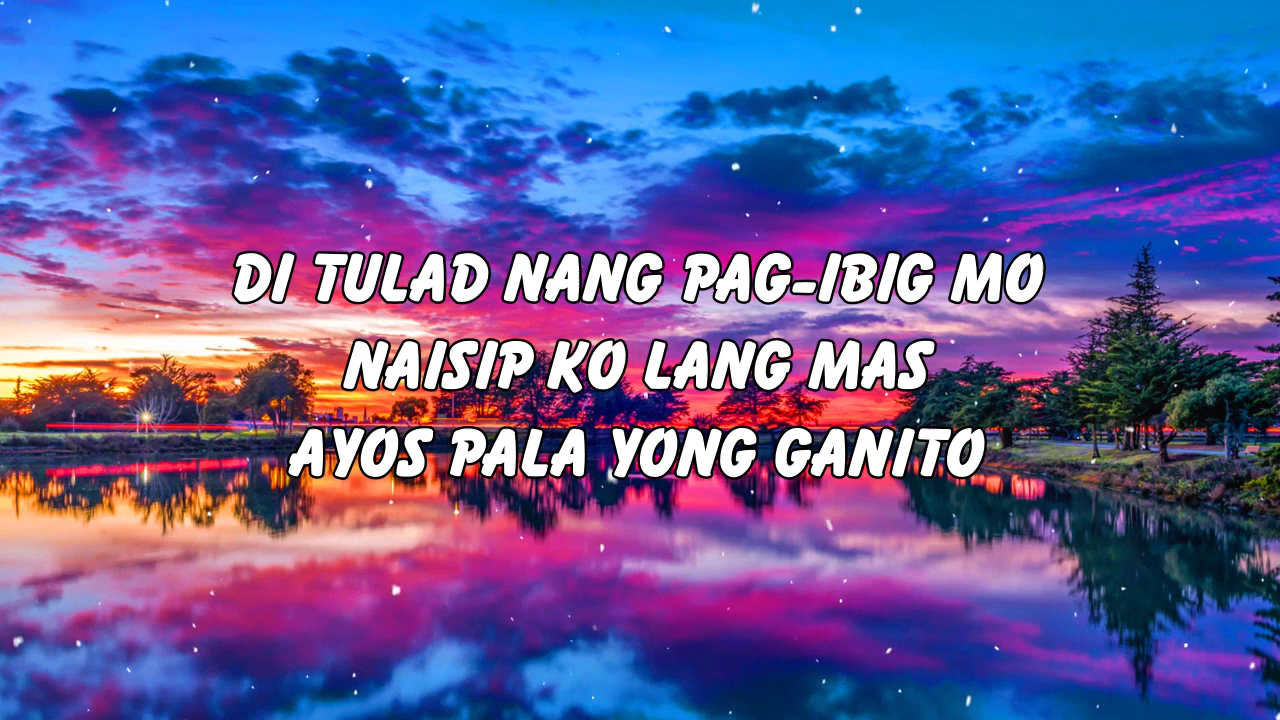 DI TULAD NANG PAG-IBIG MO
NAISIP KO LANG MAS
AYOS PALA YONG GANITO